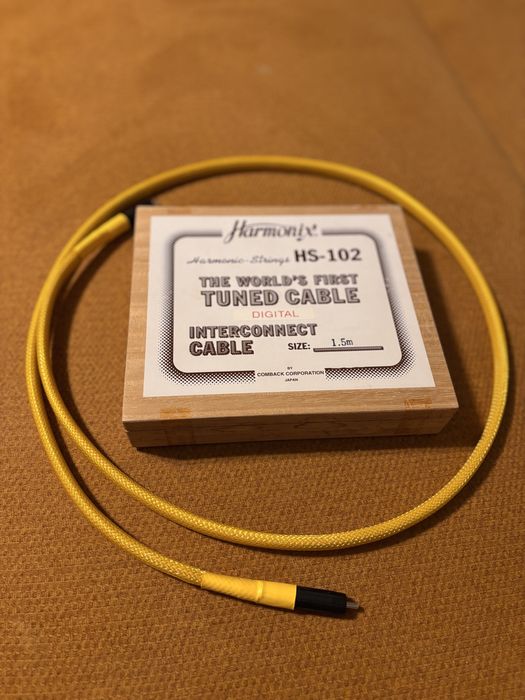 Harmonix
Harmonic-Strings HS-102
THE WORLD'S FIRST
TUNED CABLE
DIGITAL
INTERCONNECT
CABLE SIZE: 1.5m
BY
COMBACK CORPORATION
JAPAN